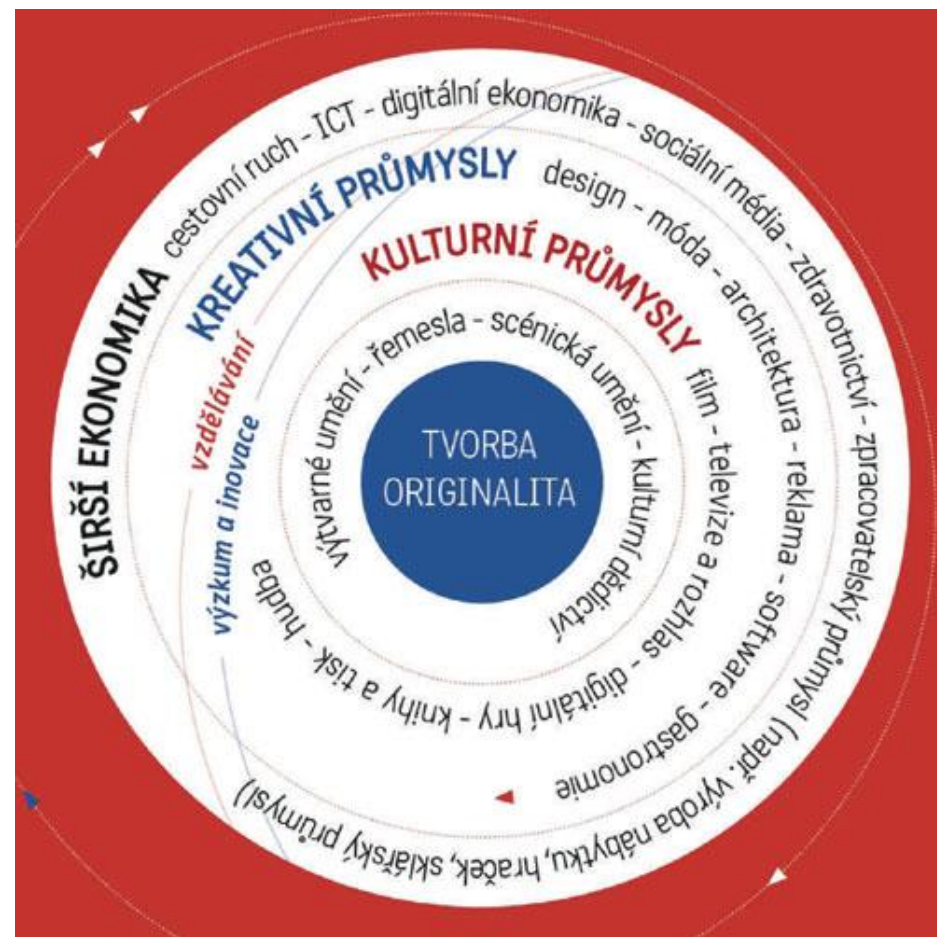 ŠIRŠÍ EKONOMIKA cestovní ruch - ICT - digitální ekonomika - sociální média - zdravotnictví - zpracovatelský průmysl (např. výroba nábytku, hraček, sklářský průmysl)
KREATIVNÍ PRŮMYSLY design - móda - architektura - reklama - software - gastronomie
KULTURNÍ PRŮMYSLY film - televize a rozhlas - digitální hry - knihy a tisk - hudba
výtvarné umění - řemesla - scénická umění - kulturní dědictví
vzdělávání
výzkum a inovace
TVORBA
ORIGINALITA